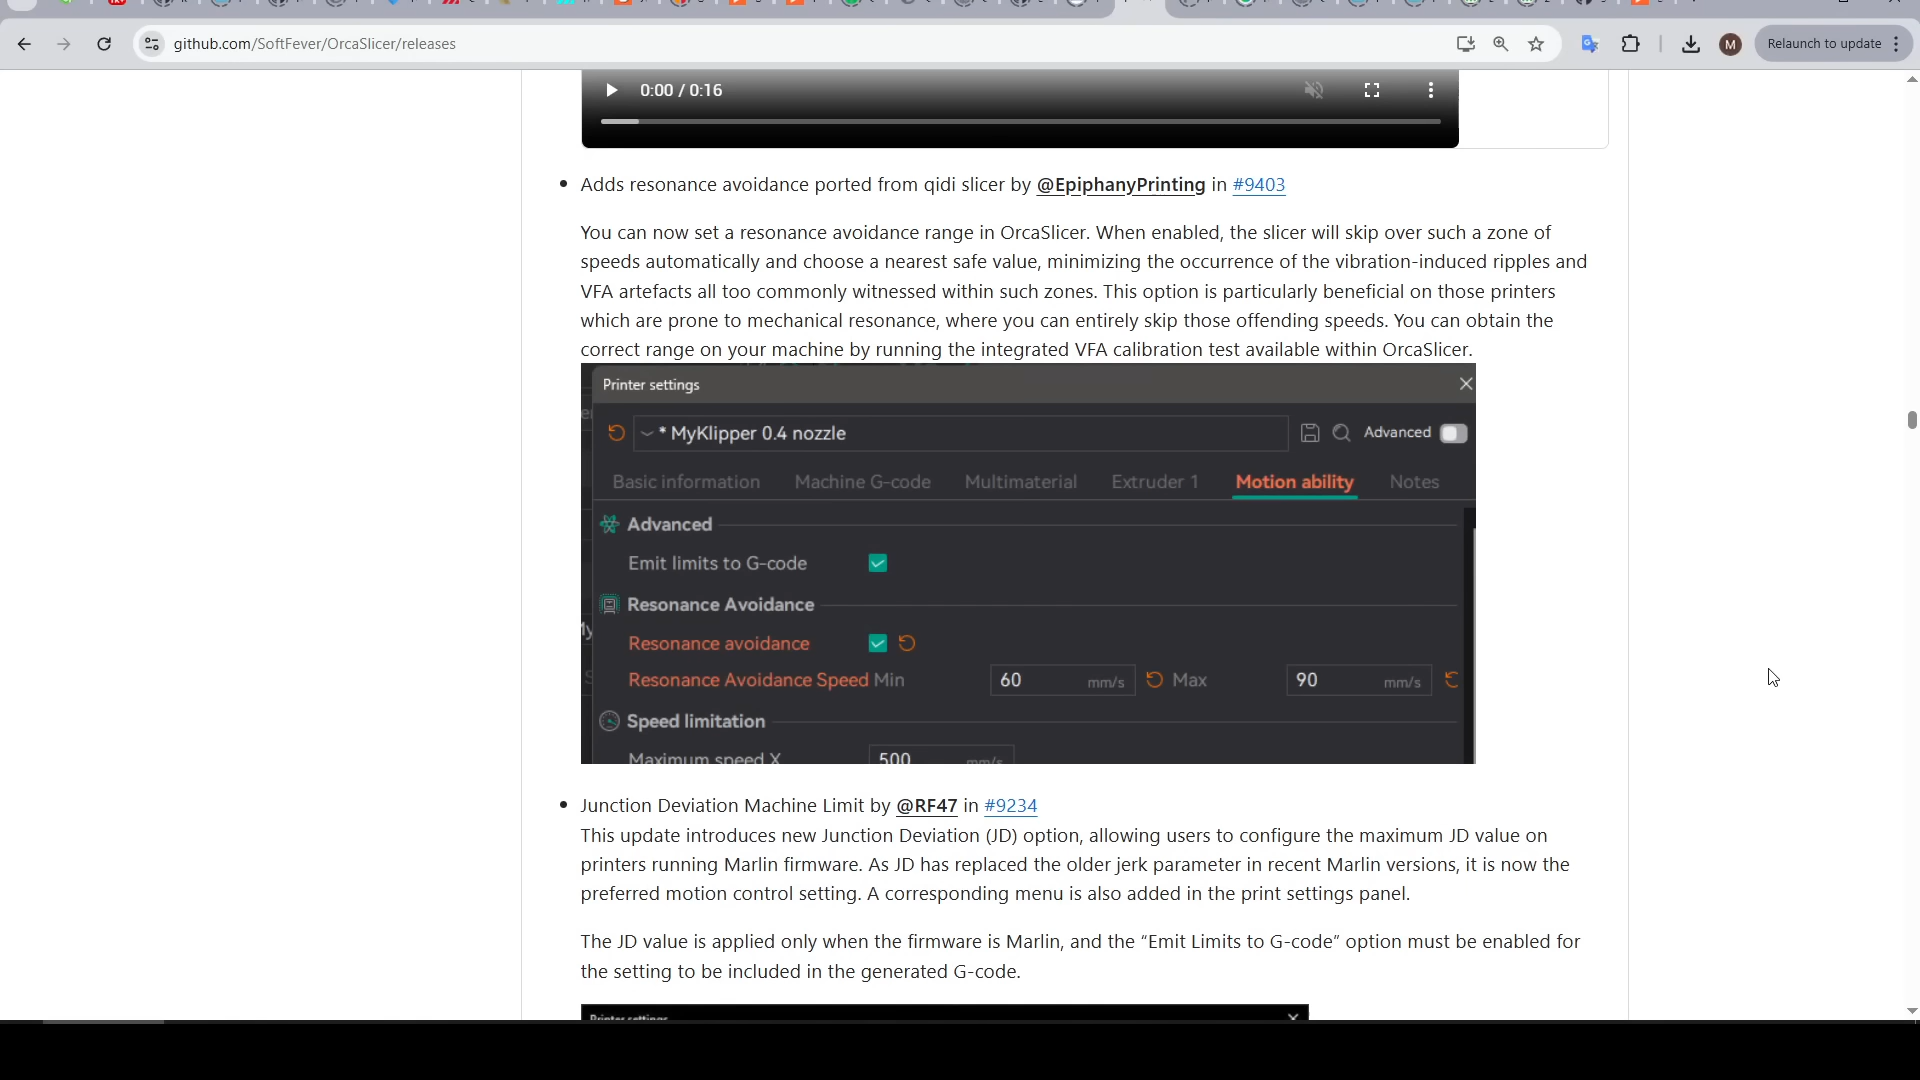 github.com/SoftFever/OrcaSlicer/releases
M
Relaunch to update
0:00 / 0:16
Adds resonance avoidance ported from qidi slicer by @EpiphanyPrinting in #9403
You can now set a resonance avoidance range in OrcaSlicer. When enabled, the slicer will skip over such a zone of
speeds automatically and choose a nearest safe value, minimizing the occurrence of the vibration-induced ripples and
VFA artefacts all too commonly witnessed within such zones. This option is particularly beneficial on those printers
which are prone to mechanical resonance, where you can entirely skip those offending speeds. You can obtain the
correct range on your machine by running the integrated VFA calibration test available within OrcaSlicer.
Printer settings
* MyKlipper 0.4 nozzle
Advanced
Basic information Machine G-code Multimaterial Extruder 1 Motion ability Notes
Advanced
Emit limits to G-code
Resonance Avoidance
Resonance avoidance
Resonance Avoidance Speed Min 60 mm/s Max 90 mm/s
Speed limitation
Maximum speed X 500 mm/s
Junction Deviation Machine Limit by @RF47 in #9234
This update introduces new Junction Deviation (JD) option, allowing users to configure the maximum JD value on
printers running Marlin firmware. As JD has replaced the older jerk parameter in recent Marlin versions, it is now the
preferred motion control setting. A corresponding menu is also added in the print settings panel.
The JD value is applied only when the firmware is Marlin, and the “Emit Limits to G-code” option must be enabled for
the setting to be included in the generated G-code.
Printer settings